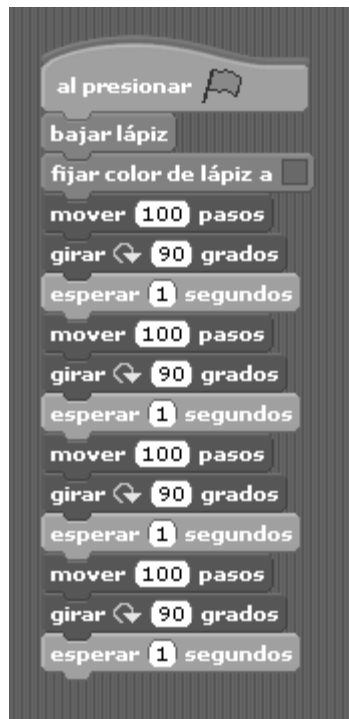 al presionar
bajar lápiz
fijar color de lápiz a
mover 100 pasos
girar 90 grados
esperar 1 segundos
mover 100 pasos
girar 90 grados
esperar 1 segundos
mover 100 pasos
girar 90 grados
esperar 1 segundos
mover 100 pasos
girar 90 grados
esperar 1 segundos